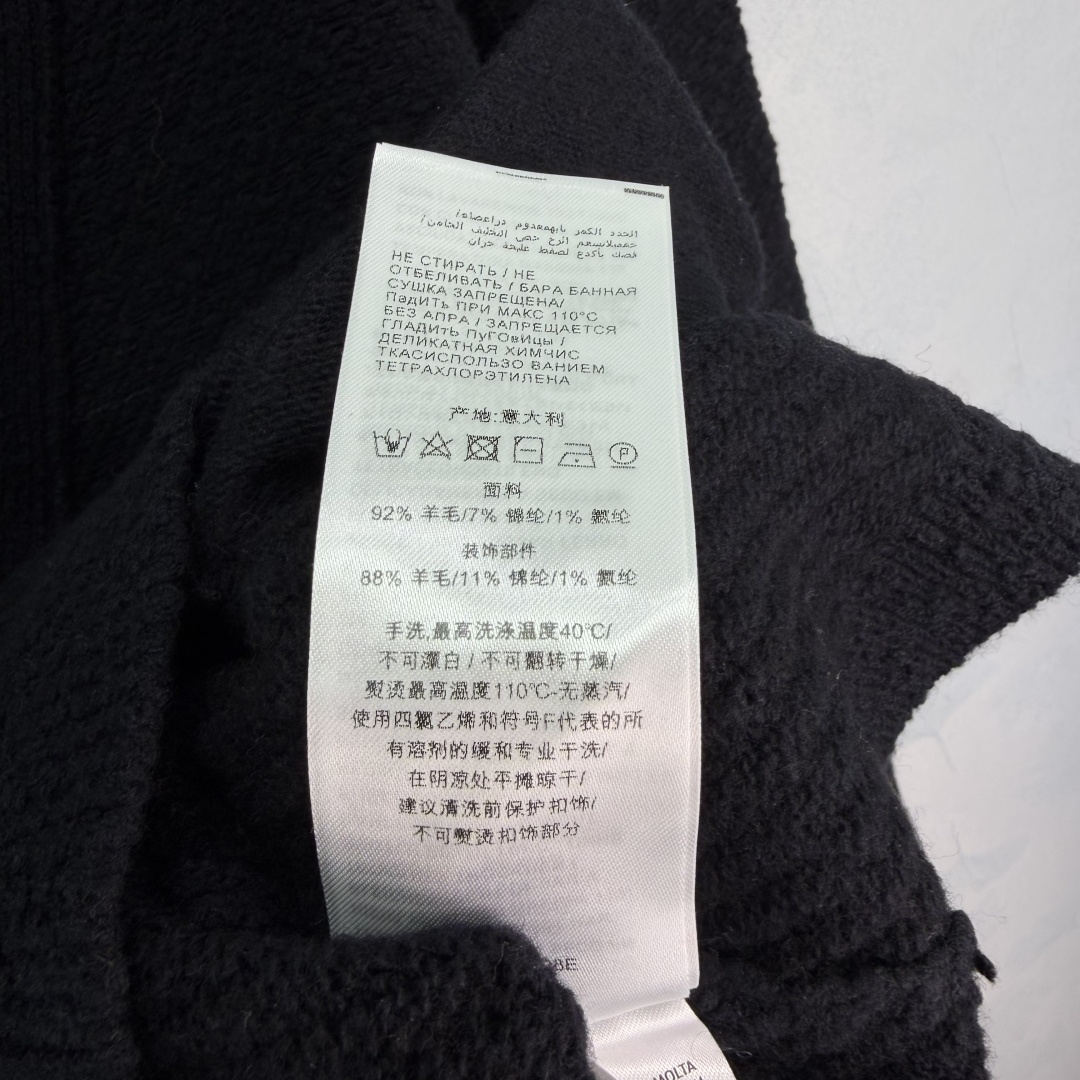 НЕ СТИРАТЬ / НЕ
ОТБЕЛИВАТЬ / БАРА БАННАЯ
СУШКА ЗАПРЕЩЕНА/
ПаДИТЬ ПРИ МАКС 110°C
БЕЗ АПРА / ЗАПРЕЩАЕТСЯ
ГЛАДИТЬ ПУГОВИЦЫ /
ДЕЛИКАТНАЯ ХИМЧИС
ТКАСИСПОЛЬЗО ВАНИЕМ
ТЕТРАХЛОРЭТИЛЕНА
产地:意大利
P
面料
92% 羊毛/7% 锦纶/1% 氨纶
装饰部件
88% 羊毛/11% 锦纶/1% 氨纶
手洗,最高洗涤温度40°C/
不可漂白 / 不可翻转干燥/
熨烫最高温度110°C-无蒸汽/
使用四氯乙烯和符号F代表的所
有溶剂的缓和专业干洗/
在阴凉处平摊晾干/
建议清洗前保护扣饰/
不可熨烫扣饰部分
8E
MOLTA